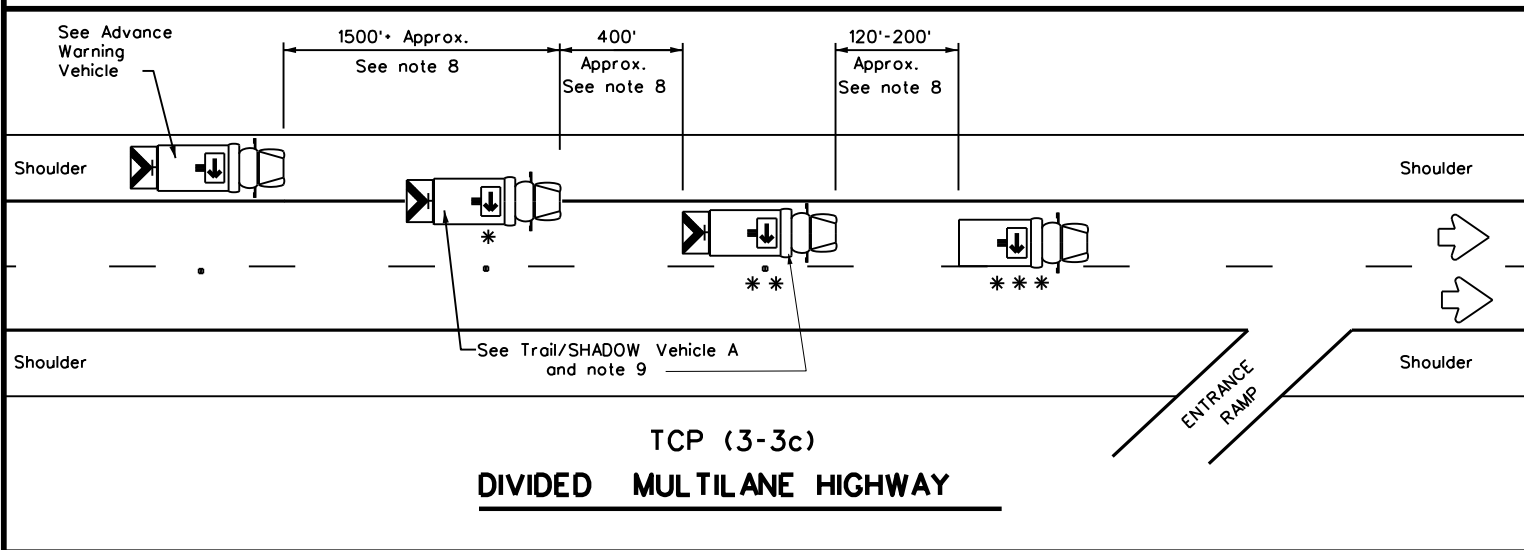 See Advance
Warning
Vehicle
1500'+ Approx.
See note 8
400'
Approx.
See note 8
120'-200'
Approx.
See note 8
Shoulder
Shoulder
*
* *
* * *
See Trail/SHADOW Vehicle A
and note 9
Shoulder
Shoulder
ENTRANCE
RAMP
TCP (3-3c)
DIVIDED MULTILANE HIGHWAY